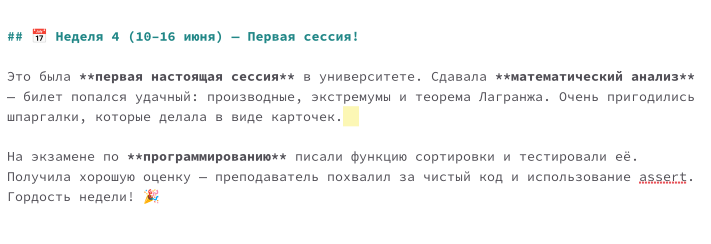 ## 📅 Неделя 4 (10–16 июня) — Первая сессия!
Это была **первая настоящая сессия** в университете. Сдавала **математический анализ**
— билет попался удачный: производные, экстремумы и теорема Лагранжа. Очень пригодились
шпаргалки, которые делала в виде карточек.
На экзамене по **программированию** писали функцию сортировки и тестировали её.
Получила хорошую оценку — преподаватель похвалил за чистый код и использование assert.
Гордость недели! 🎉